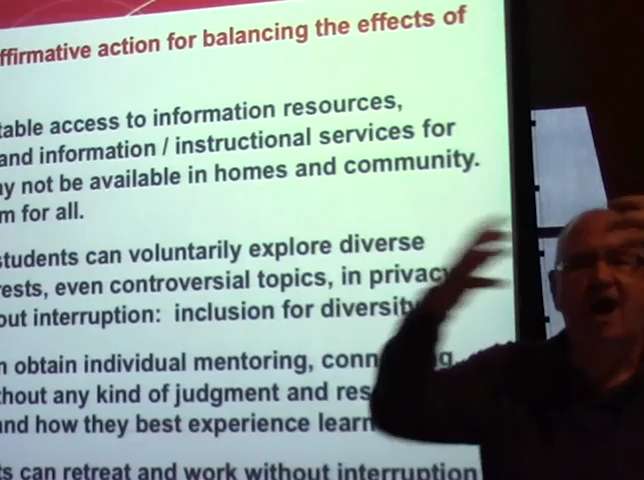 ffirmative action for balancing the effects of
table access to information resources,
and information / instructional services for
ay not be available in homes and community.
m for all.
students can voluntarily explore diverse
rests, even controversial topics, in privacy
out interruption: inclusion for diversity
n obtain individual mentoring,
thout any kind of judgment and
and how they best experience learn
ts can retreat and work without interruption